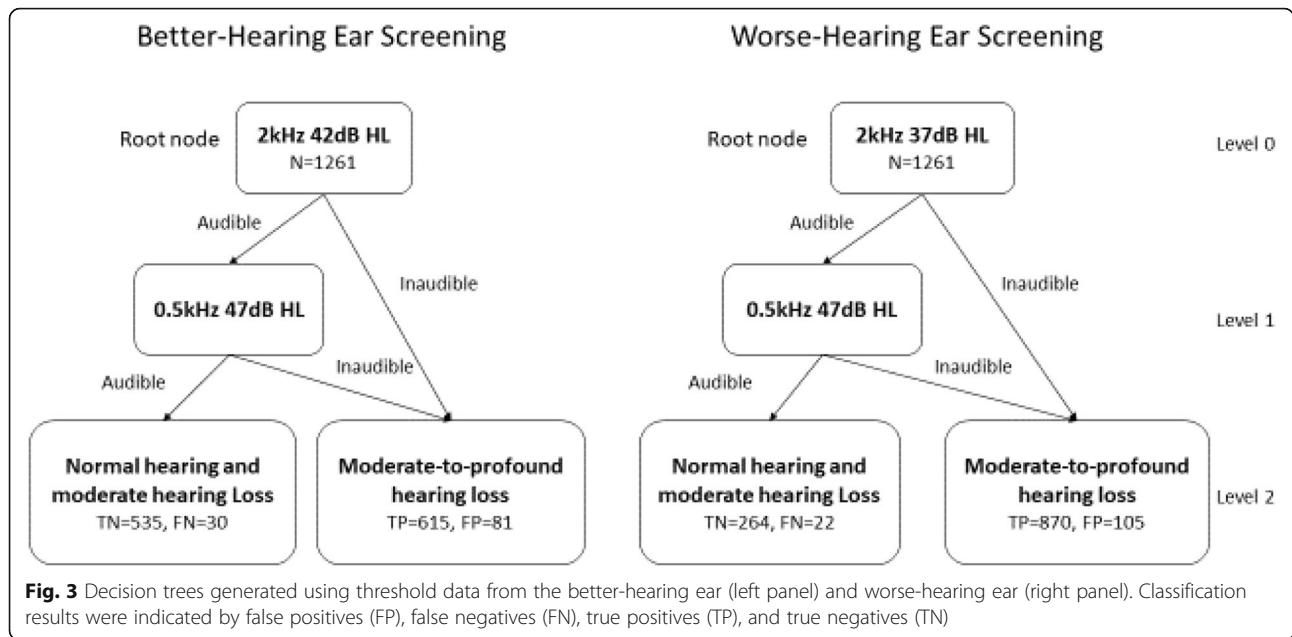 Better-Hearing Ear Screening
Root node
2kHz 42dB HL
N=1261
Audible
Inaudible
0.5kHz 47dB HL
Audible
Inaudible
Normal hearing and
moderate hearing Loss
TN=535, FN=30
Moderate-to-profound
hearing loss
TP=615, FP=81
Worse-Hearing Ear Screening
Root node
2kHz 37dB HL
N=1261
Level 0
Audible
Inaudible
0.5kHz 47dB HL
Level 1
Audible
Inaudible
Normal hearing and
moderate hearing Loss
TN=264, FN=22
Moderate-to-profound
hearing loss
TP=870, FP=105
Level 2
Fig. 3 Decision trees generated using threshold data from the better-hearing ear (left panel) and worse-hearing ear (right panel). Classification
results were indicated by false positives (FP), false negatives (FN), true positives (TP), and true negatives (TN)